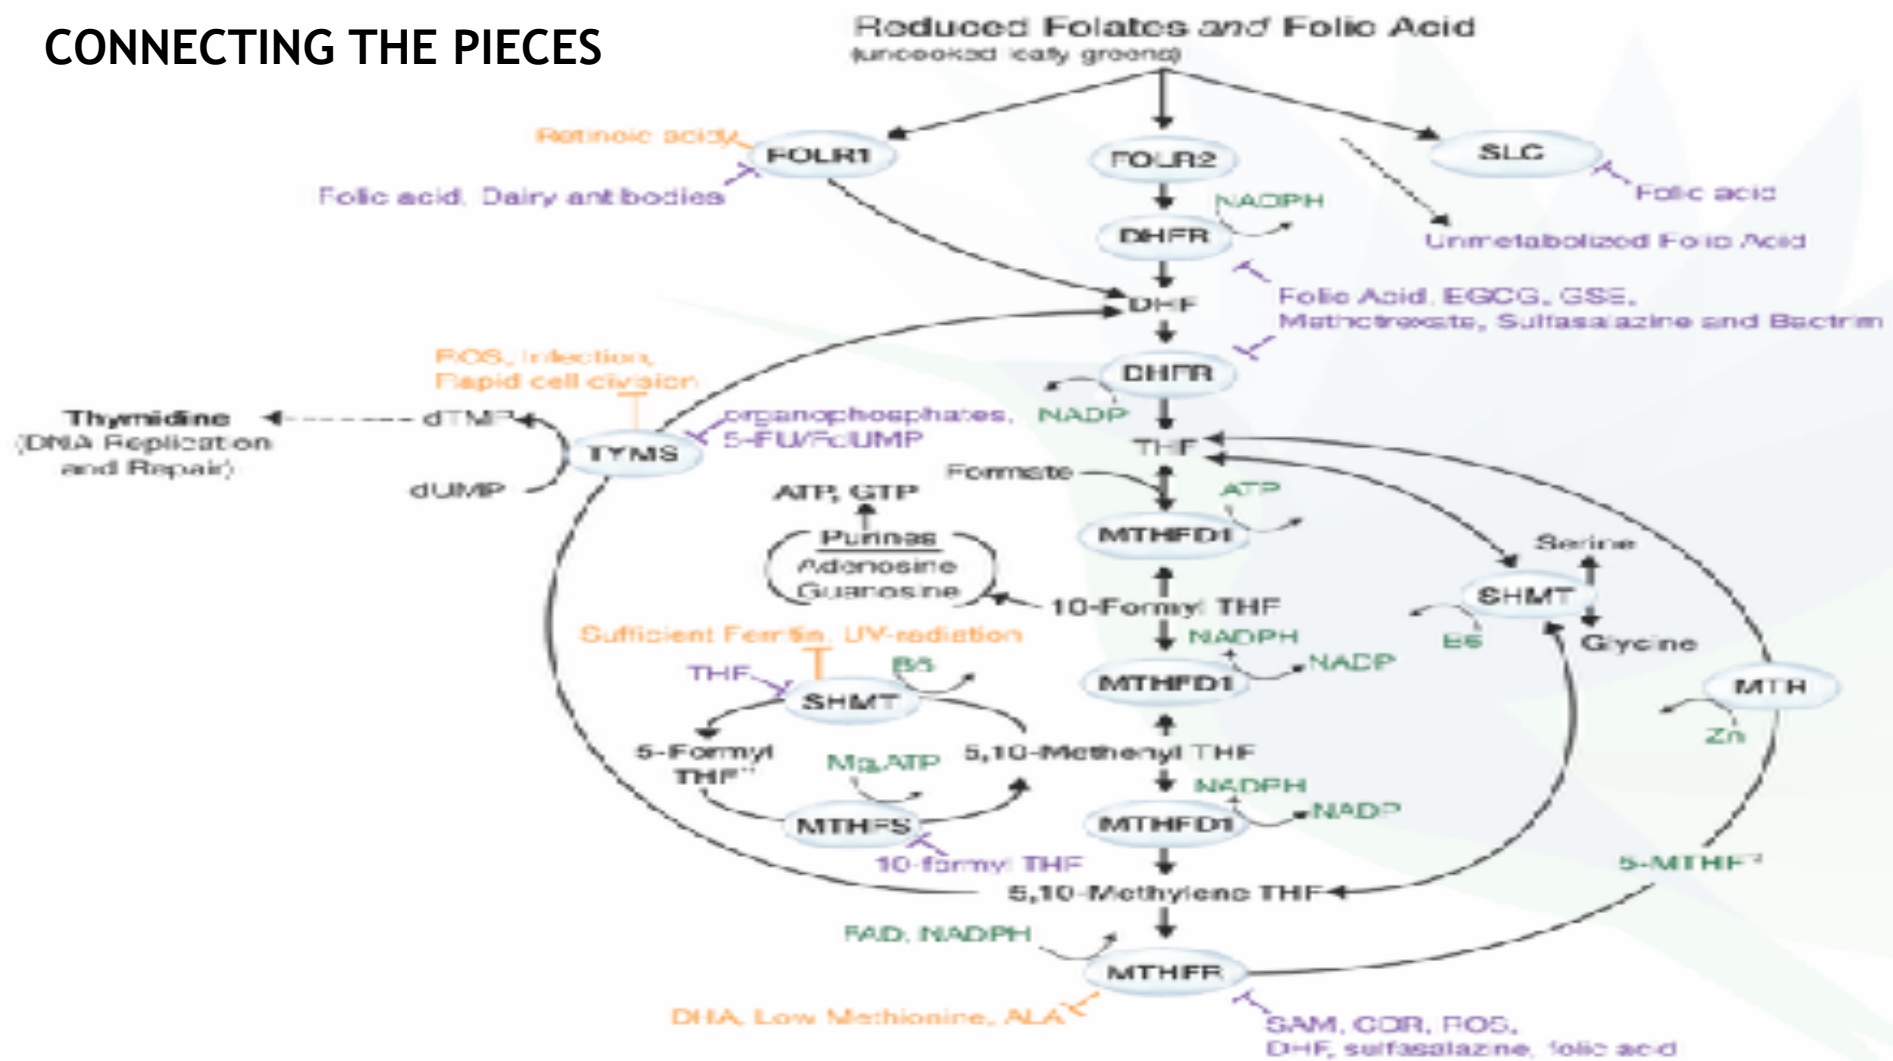 CONNECTING THE PIECES
Reduced Folates and Folic Acid
(uncooked leafy greens)
Retinoic acid
FOLR1
FOLR2
SLC
Folic acid, Dairy antibodies
Folic acid
NADPH
DHFR
Unmetabolized Folic Acid
DHF
Folic Acid, EGCG, GSE,
Methotrexate, Sulfasalazine and Bactrim
ROS, Infection,
Rapid cell division
DHFR
NADP
Thymidine
(DNA Replication
and Repair)
dTMP
dUMP
TYMS
organophosphates,
5-FU/FdUMP
THF
Formate
ATP
ATP, GTP
Purines
Adenosine
Guanosine
MTHFD1
10-Formyl THF
Serine
SHMT
B6
Glycine
Sufficient Ferritin, UV-radiation
NADPH
NADP
THF
B6
SHMT
MTHFD1
MTH
Zn
5-Formyl
THF
Mg,ATP
5,10-Methenyl THF
NADPH
NADP
MTHFS
MTHFD1
10-formyl THF
5-MTHF
5,10-Methylene THF
FAD, NADPH
MTHFR
DHA, Low Methionine, ALA
SAM, ROS,
DHF, sulfasalazine, folic acid